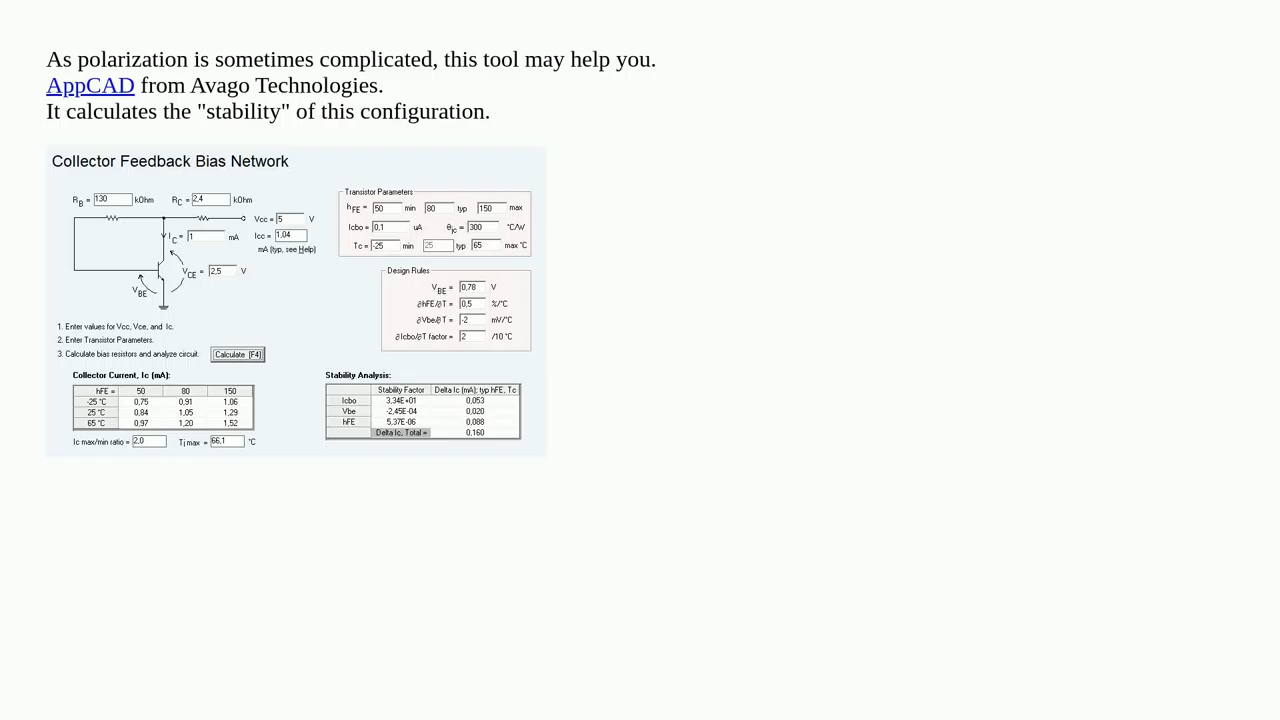 As polarization is sometimes complicated, this tool may help you.
AppCAD from Avago Technologies.
It calculates the "stability" of this configuration.
Collector Feedback Bias Network
RB = 130 kOhm RC = 2,4 kOhm
Vcc = 5 V
IC = 1 mA
Icc = 1,04
mA (typ, see Help)
VCE = 2,5 V
VBE
Transistor Parameters
hFE = 50 min 80 typ 150 max
Icbo = 0,1 uA θjc = 300 °C/W
Tc = -25 min 25 typ 65 max °C
Design Rules
VBE = 0,78 V
∂hFE/∂T = 0,5 %/°C
∂Vbe/∂T = -2 mV/°C
∂Icbo/∂T factor = 2 /10 °C
1. Enter values for Vcc, Vce, and Ic.
2. Enter Transistor Parameters.
3. Calculate bias resistors and analyze circuit. Calculate [F4]
Collector Current, Ic (mA):
hFE = 50 80 150
-25 °C 0,75 0,91 1,06
25 °C 0,84 1,05 1,29
65 °C 0,97 1,20 1,52
Ic max/min ratio = 2,0 Tj max = 66,1 °C
Stability Analysis:
Stability Factor Delta Ic (mA); typ hFE, Tc
Icbo 3,34E+01 0,053
Vbe -2,45E-04 0,020
hFE 5,37E-06 0,088
Delta Ic, Total = 0,160